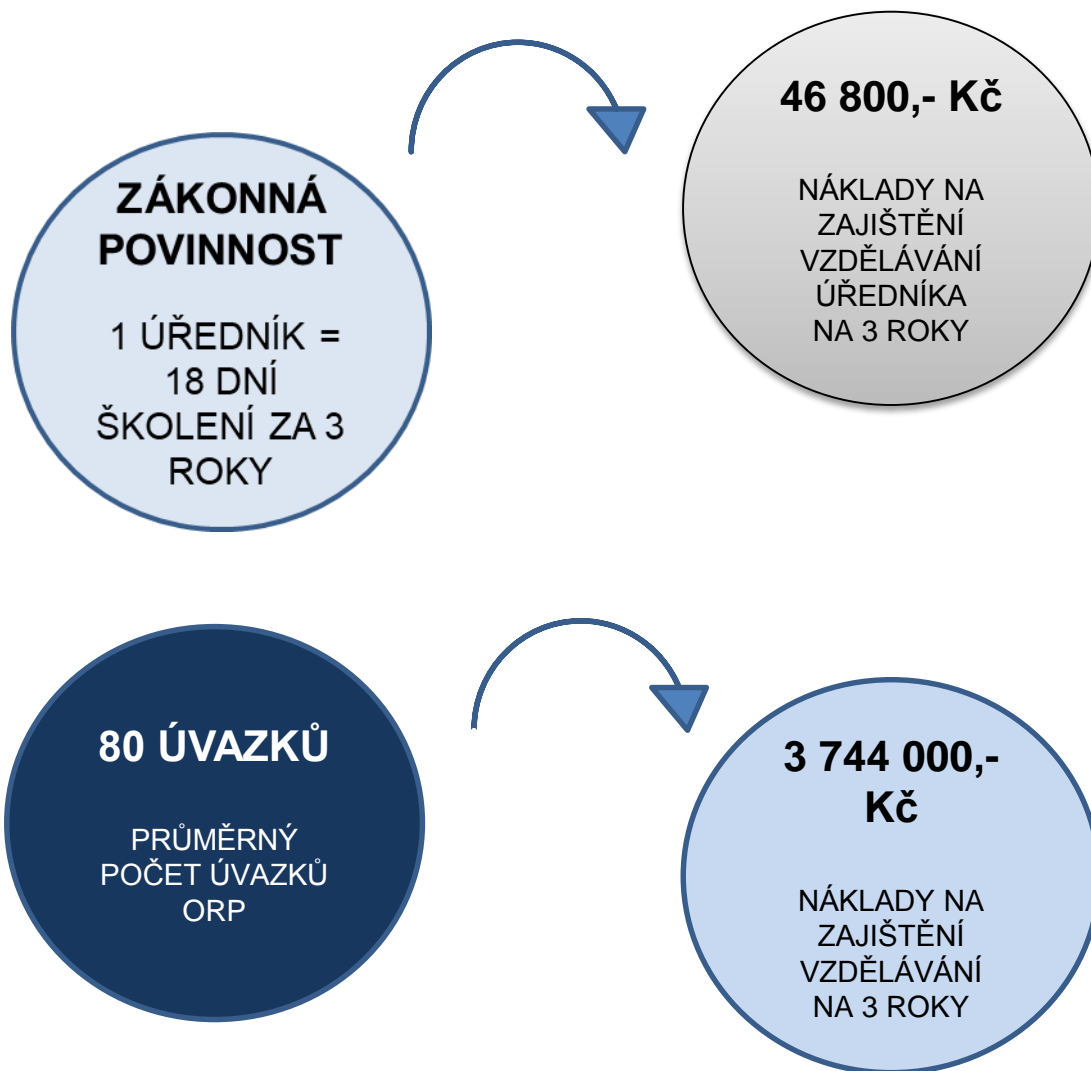 ZÁKONNÁ
POVINNOST
1 ÚŘEDNÍK =
18 DNÍ
ŠKOLENÍ ZA 3
ROKY
46 800,- Kč
NÁKLADY NA
ZAJIŠTĚNÍ
VZDĚLÁVÁNÍ
ÚŘEDNÍKA
NA 3 ROKY
80 ÚVAZKŮ
PRŮMĚRNÝ
POČET ÚVAZKŮ
ORP
3 744 000,-
Kč
NÁKLADY NA
ZAJIŠTĚNÍ
VZDĚLÁVÁNÍ
NA 3 ROKY